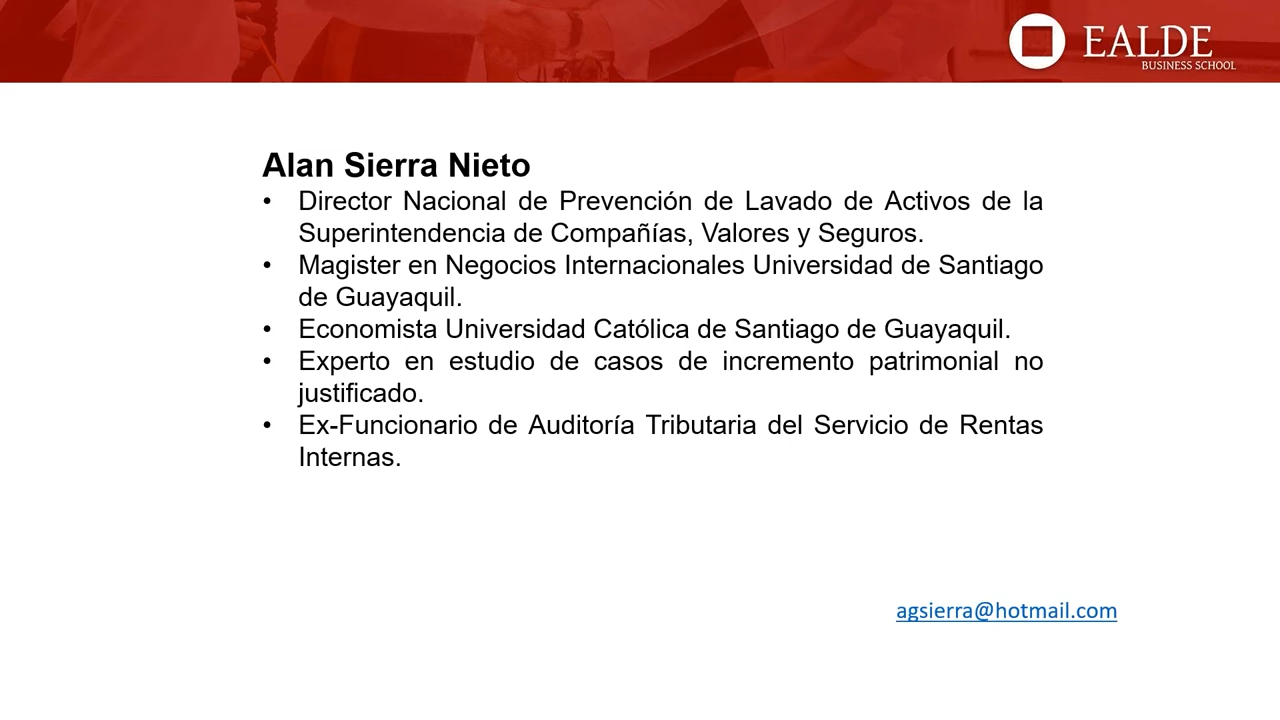 EALDE
BUSINESS SCHOOL
Alan Sierra Nieto
• Director Nacional de Prevención de Lavado de Activos de la
Superintendencia de Compañías, Valores y Seguros.
• Magister en Negocios Internacionales Universidad de Santiago
de Guayaquil.
• Economista Universidad Católica de Santiago de Guayaquil.
• Experto en estudio de casos de incremento patrimonial no
justificado.
• Ex-Funcionario de Auditoría Tributaria del Servicio de Rentas
Internas.
agsierra@hotmail.com